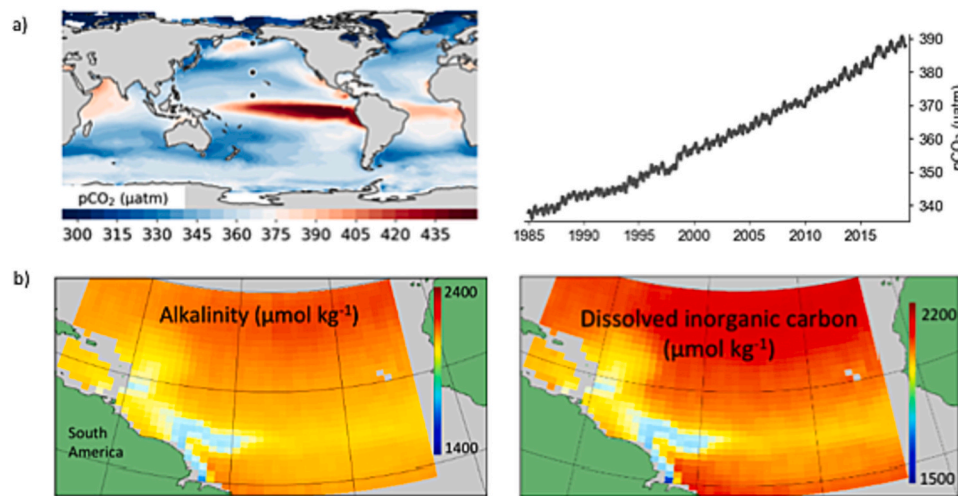 a)
pCO₂ (µatm)
300 315 330 345 360 375 390 405 420 435
390
380
370
360
350
340
pCO₂ (µatm)
1985 1990 1995 2000 2005 2010 2015
b)
Alkalinity (µmol kg⁻¹)
2400
1400
South
America
Dissolved inorganic carbon
(µmol kg⁻¹)
2200
1500